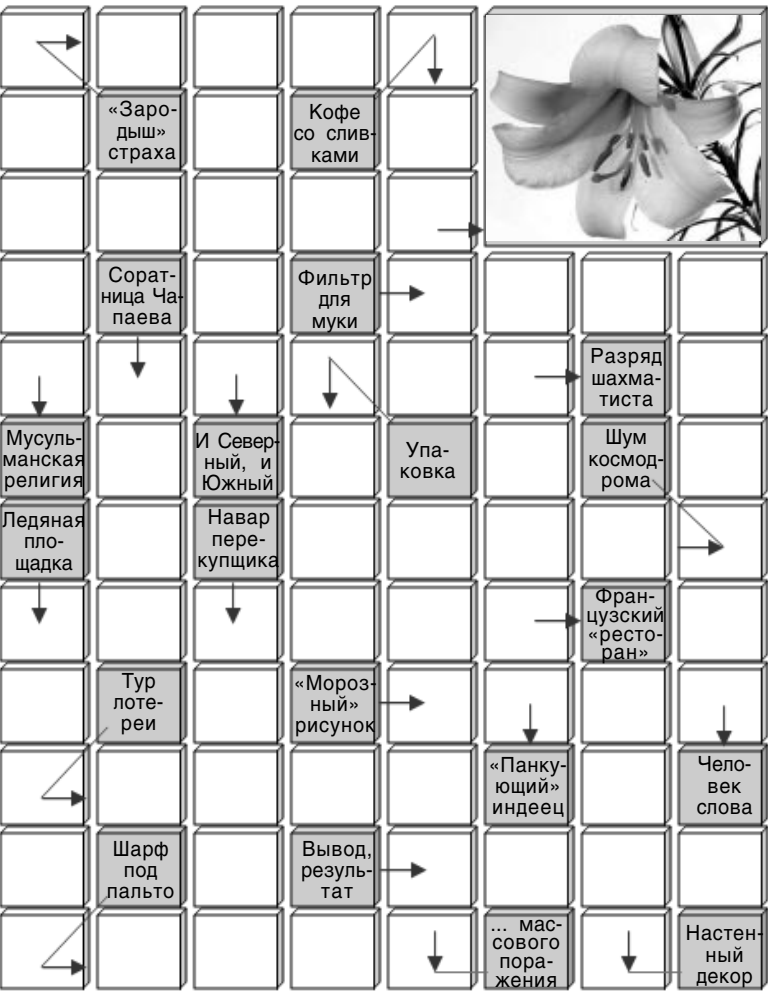 «Заро-
дыш»
страха
Кофе
со слив-
ками
Сорат-
ница Ча-
паева
Фильтр
для
муки
Разряд
шахма-
тиста
Мусуль-
манская
религия
И Север-
ный, и
Южный
Упа-
ковка
Шум
космод-
рома
Ледяная
пло-
щадка
Навар
пере-
купщика
Фран-
цузский
«ресто-
ран»
Тур
лоте-
реи
«Мороз-
ный»
рисунок
«Панку-
ющий»
индеец
Чело-
век
слова
Шарф
под
пальто
Вывод,
резуль-
тат
... мас-
сового
пора-
жения
Настен-
ный
декор